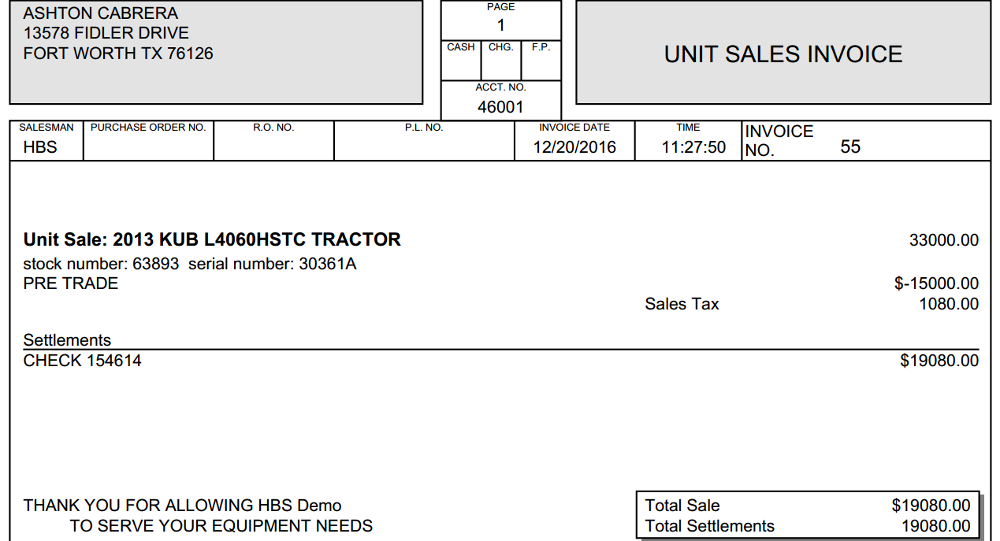 ASHTON CABRERA
13578 FIDLER DRIVE
FORT WORTH TX 76126
PAGE
1
CASH CHG. F.P.
ACCT. NO.
46001
UNIT SALES INVOICE
SALESMAN PURCHASE ORDER NO. R.O. NO. P.L. NO. INVOICE DATE TIME INVOICE NO.
HBS 12/20/2016 11:27:50 55
Unit Sale: 2013 KUB L4060HSTC TRACTOR 33000.00
stock number: 63893 serial number: 30361A
PRE TRADE $-15000.00
Sales Tax 1080.00
Settlements
CHECK 154614 $19080.00
THANK YOU FOR ALLOWING HBS Demo
TO SERVE YOUR EQUIPMENT NEEDS
Total Sale $19080.00
Total Settlements 19080.00